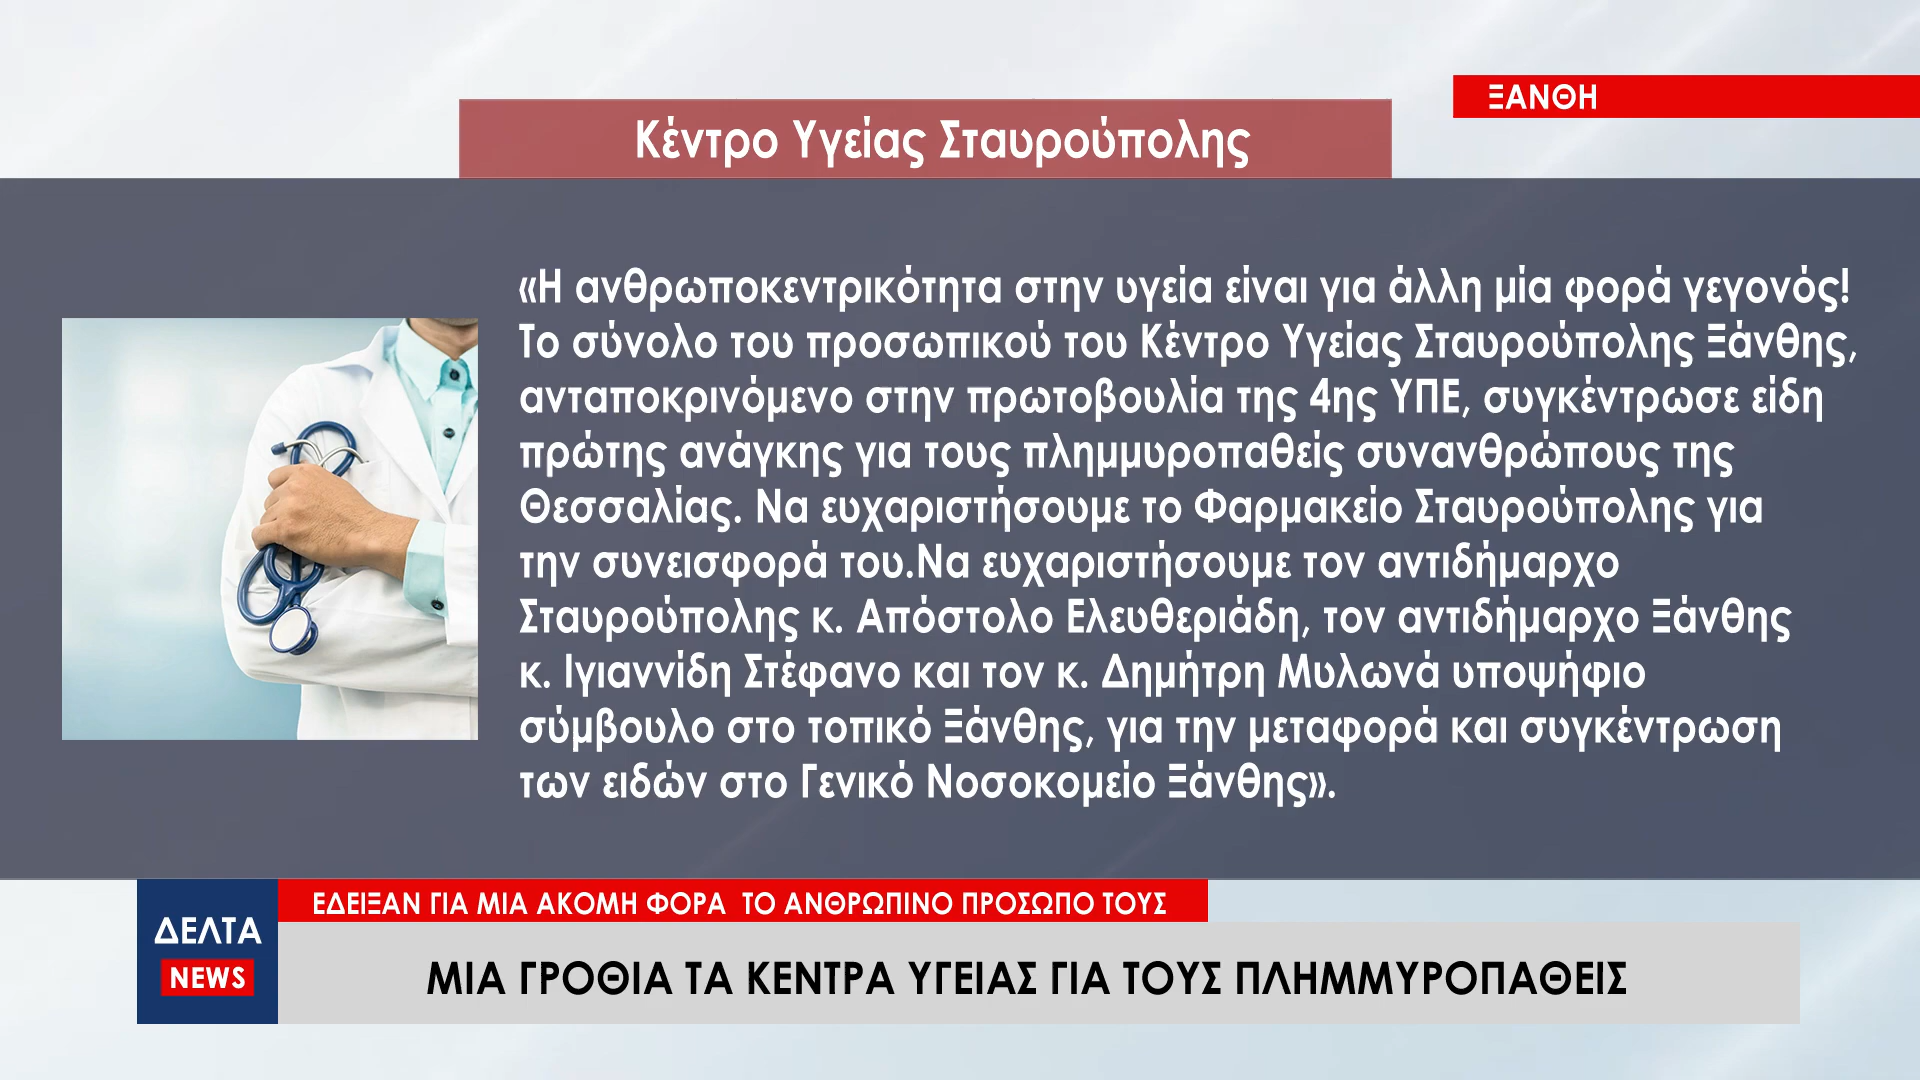 ΞΑΝΘΗ
Κέντρο Υγείας Σταυρούπολης
«Η ανθρωποκεντρικότητα στην υγεία είναι για άλλη μία φορά γεγονός!
Το σύνολο του προσωπικού του Κέντρο Υγείας Σταυρούπολης Ξάνθης,
ανταποκρινόμενο στην πρωτοβουλία της 4ης ΥΠΕ, συγκέντρωσε είδη
πρώτης ανάγκης για τους πλημμυροπαθείς συνανθρώπους της
Θεσσαλίας. Να ευχαριστήσουμε το Φαρμακείο Σταυρούπολης για
την συνεισφορά του.Να ευχαριστήσουμε τον αντιδήμαρχο
Σταυρούπολης κ. Απόστολο Ελευθεριάδη, τον αντιδήμαρχο Ξάνθης
κ. Ιγιαννίδη Στέφανο και τον κ. Δημήτρη Μυλωνά υποψήφιο
σύμβουλο στο τοπικό Ξάνθης, για την μεταφορά και συγκέντρωση
των ειδών στο Γενικό Νοσοκομείο Ξάνθης».
ΕΔΕΙΞΑΝ ΓΙΑ ΜΙΑ ΑΚΟΜΗ ΦΟΡΑ  ΤΟ ΑΝΘΡΩΠΙΝΟ ΠΡΟΣΩΠΟ ΤΟΥΣ
ΔΕΛΤΑ
NEWS
ΜΙΑ ΓΡΟΘΙΑ ΤΑ ΚΕΝΤΡΑ ΥΓΕΙΑΣ ΓΙΑ ΤΟΥΣ ΠΛΗΜΜΥΡΟΠΑΘΕΙΣ